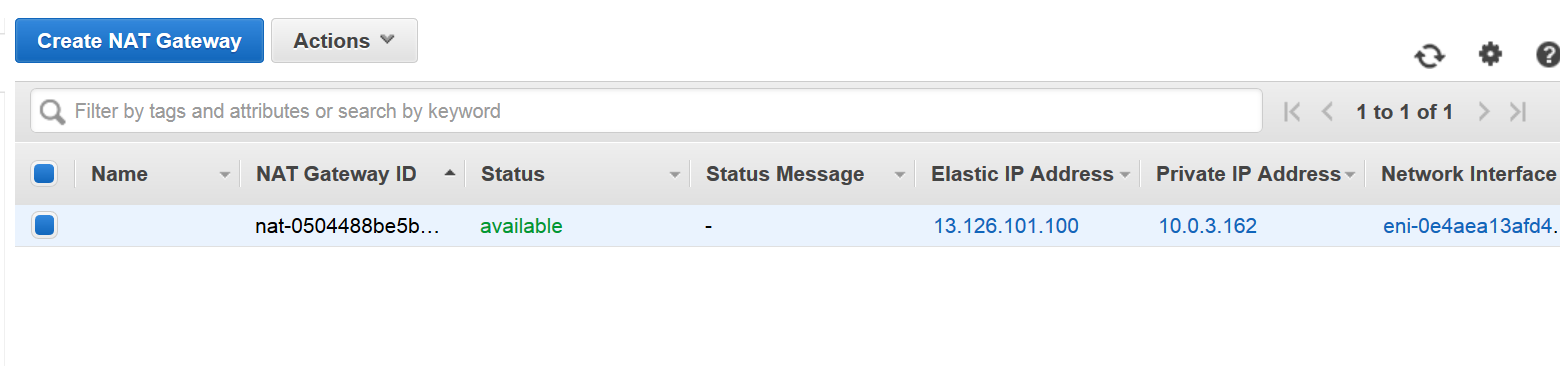 Create NAT Gateway Actions
Filter by tags and attributes or search by keyword 1 to 1 of 1
Name NAT Gateway ID Status Status Message Elastic IP Address Private IP Address Network Interface
nat-0504488be5b... available - 13.126.101.100 10.0.3.162 eni-0e4aea13afd4.